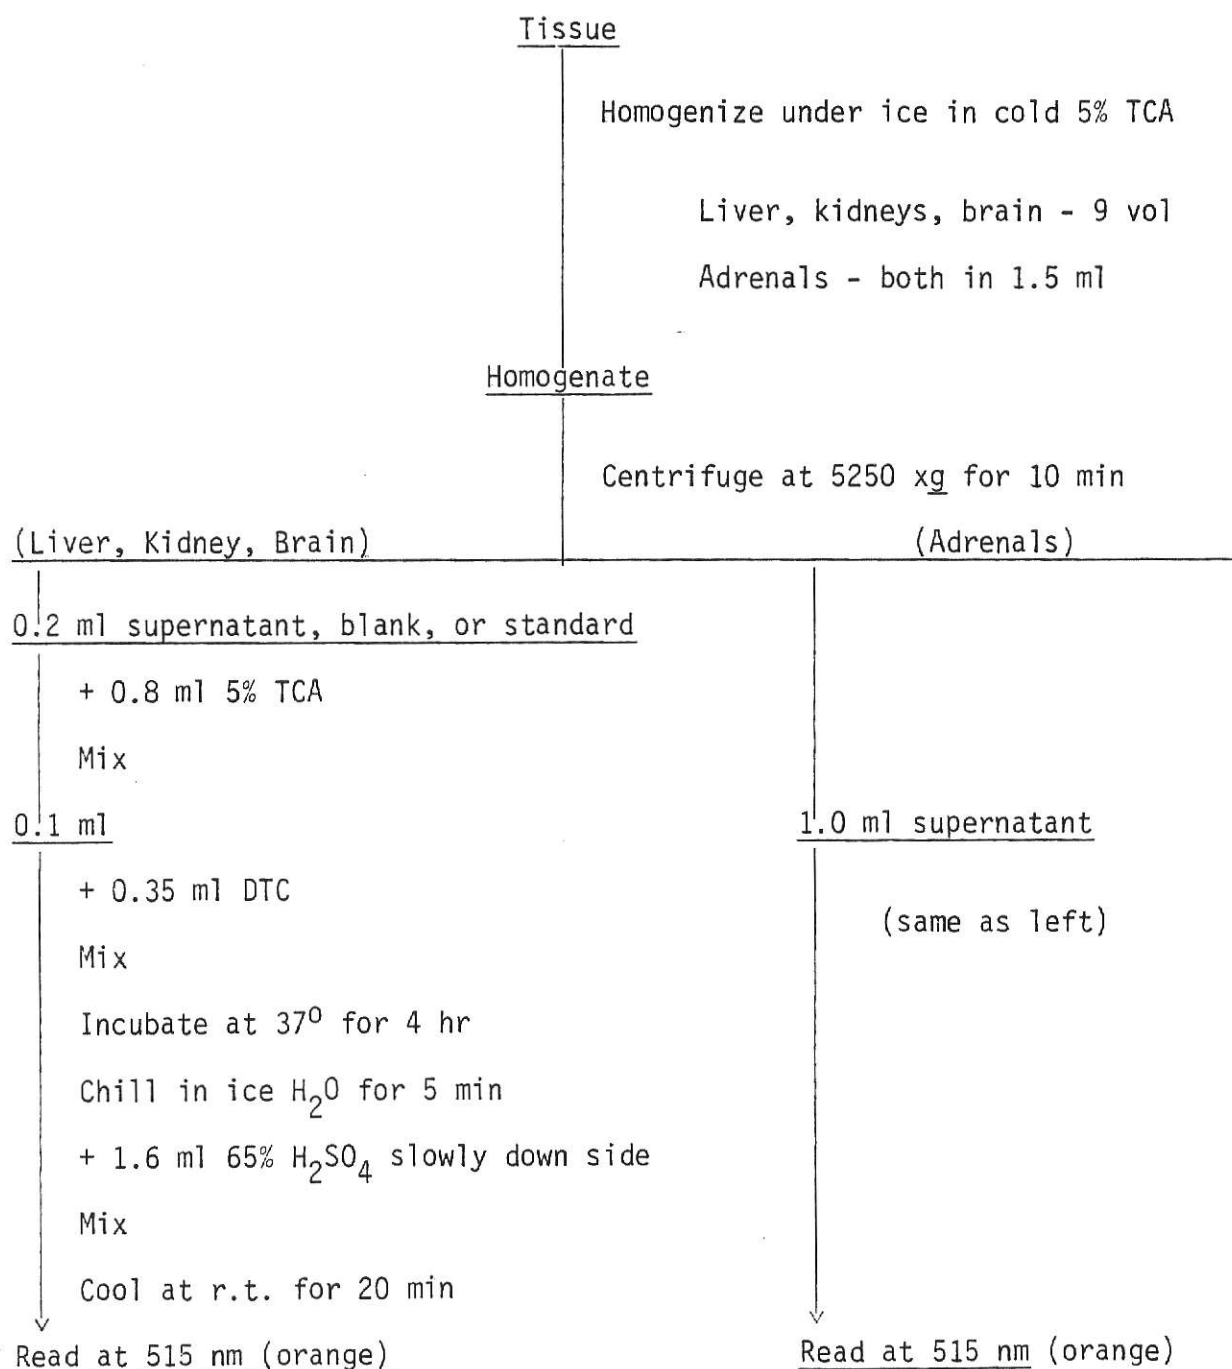 Tissue
Homogenize under ice in cold 5% TCA
Liver, kidneys, brain - 9 vol
Adrenals - both in 1.5 ml
Homogenate
Centrifuge at 5250 xg for 10 min
(Liver, Kidney, Brain) (Adrenals)
0.2 ml supernatant, blank, or standard
+ 0.8 ml 5% TCA
Mix
0.1 ml
+ 0.35 ml DTC
Mix
Incubate at 37⁰ for 4 hr
Chill in ice H₂O for 5 min
+ 1.6 ml 65% H₂SO₄ slowly down side
Mix
Cool at r.t. for 20 min
Read at 515 nm (orange)
1.0 ml supernatant
(same as left)
Read at 515 nm (orange)